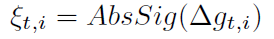 ξ_{t,i} = AbsSig(Δg_{t,i})